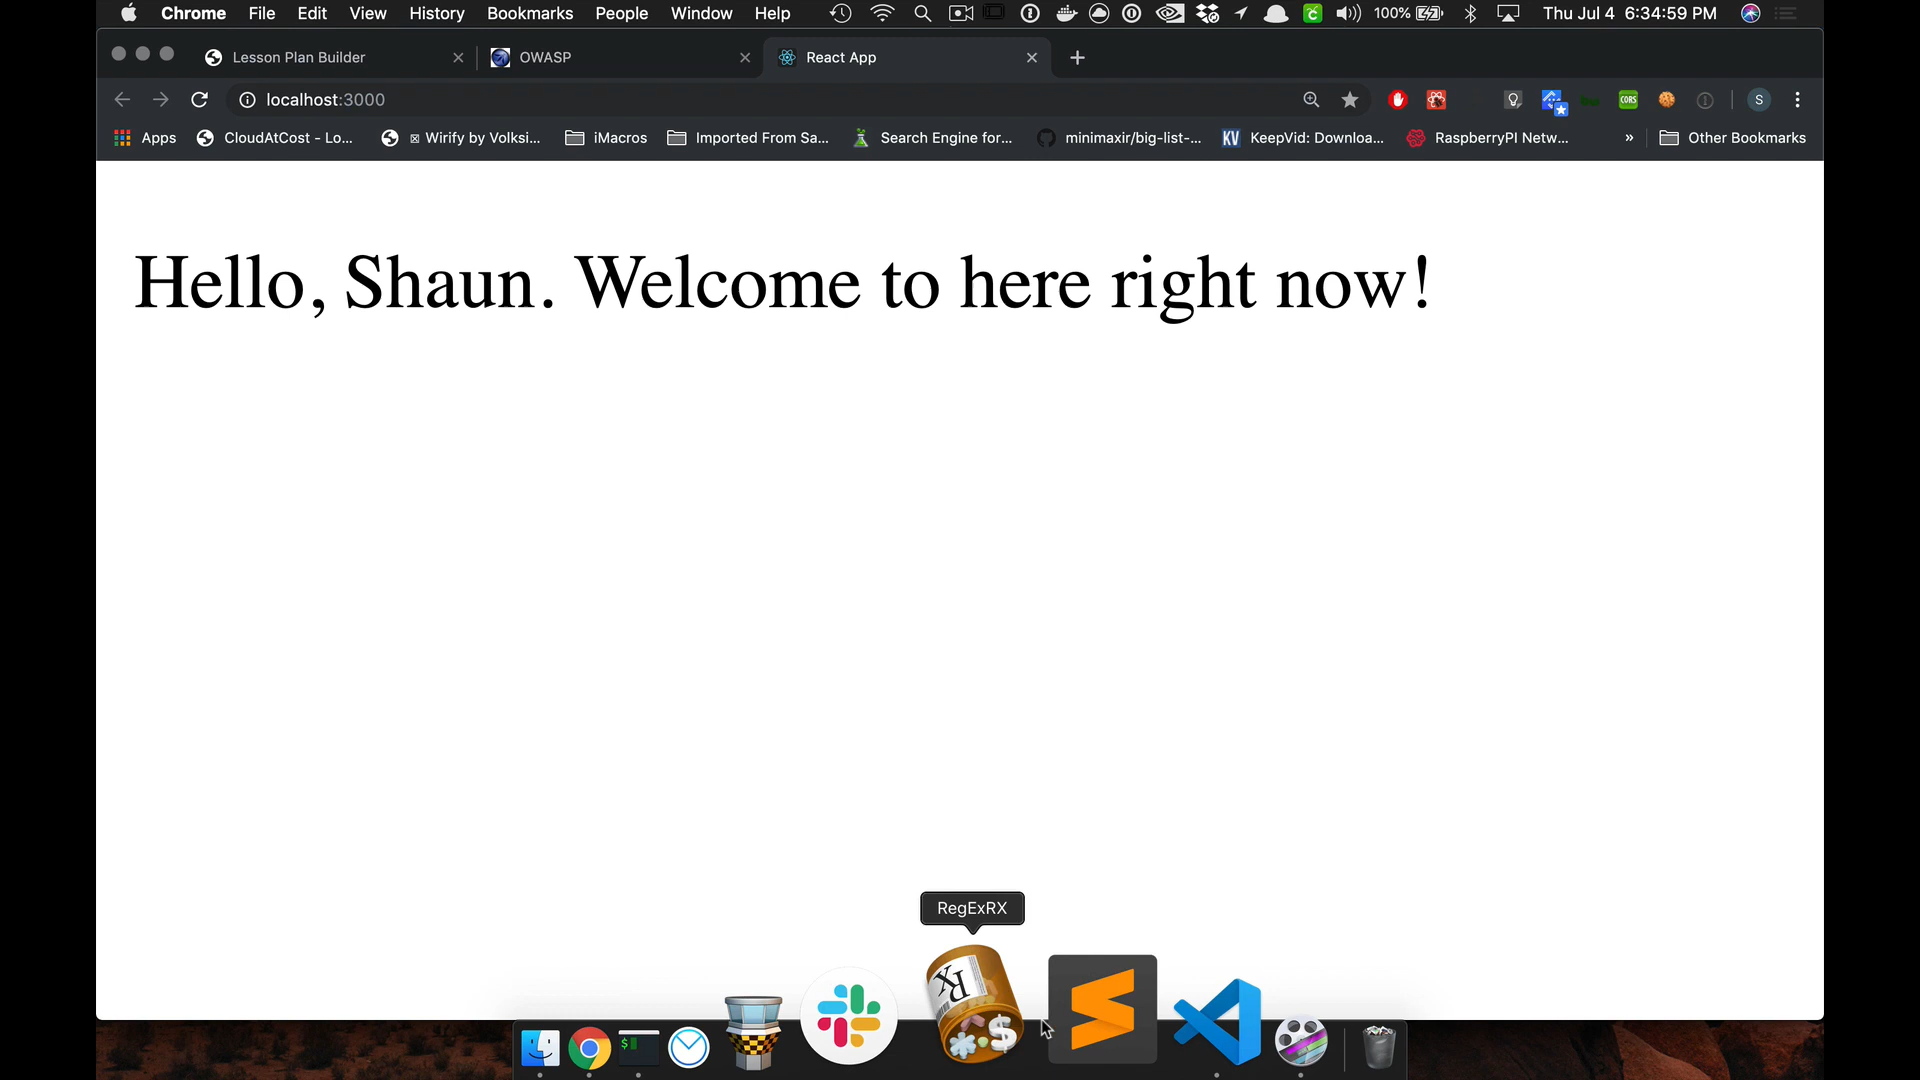 Chrome File Edit View History Bookmarks People Window Help 100% Thu Jul 4 6:34:59 PM
Lesson Plan Builder OWASP React App
localhost:3000 CORS S
Apps CloudAtCost - Lo... Wirify by Volksi... iMacros Imported From Sa... Search Engine for... minimaxir/big-list-... KV KeepVid: Downloa... RaspberryPI Netw... » Other Bookmarks
Hello, Shaun. Welcome to here right now!
RegExRX